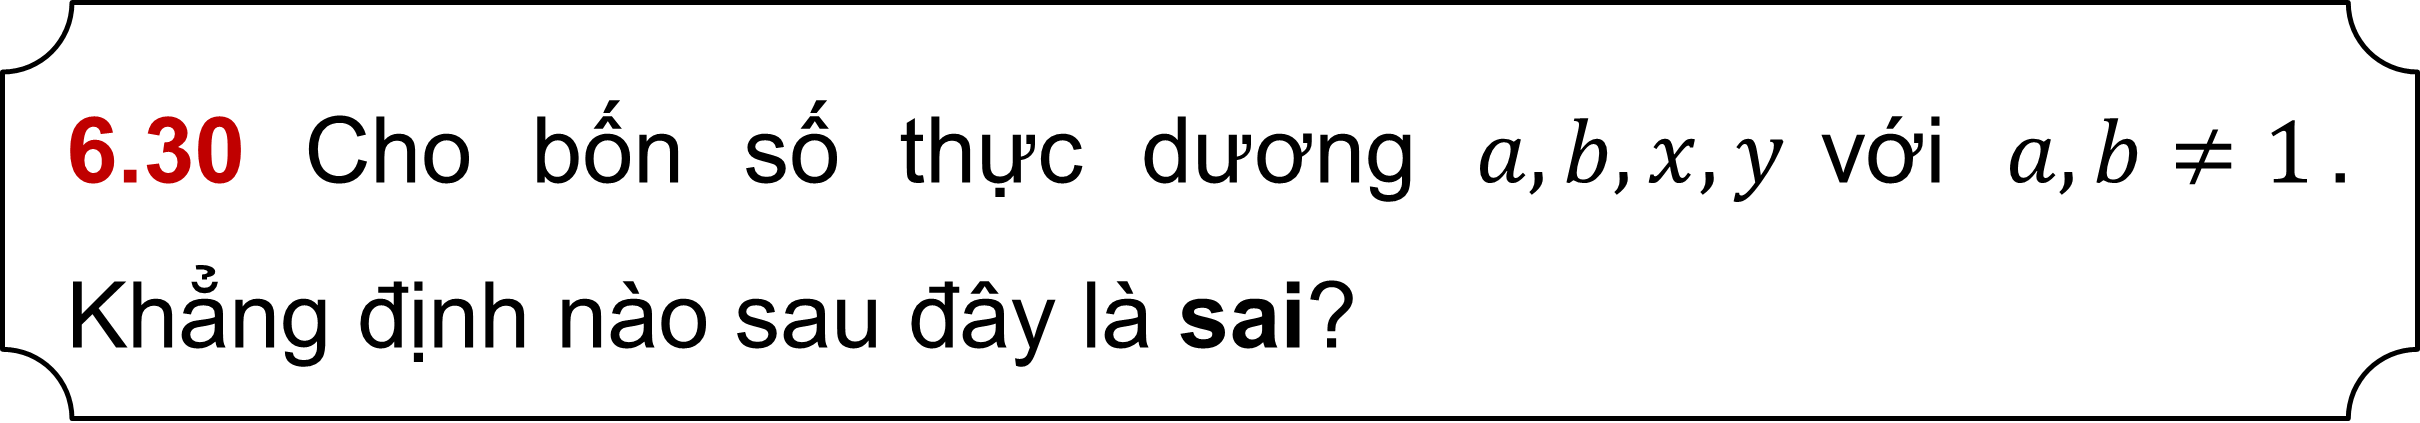 6.30 Cho bốn số thực dương a, b, x, y với a, b ≠ 1.
Khẳng định nào sau đây là sai?